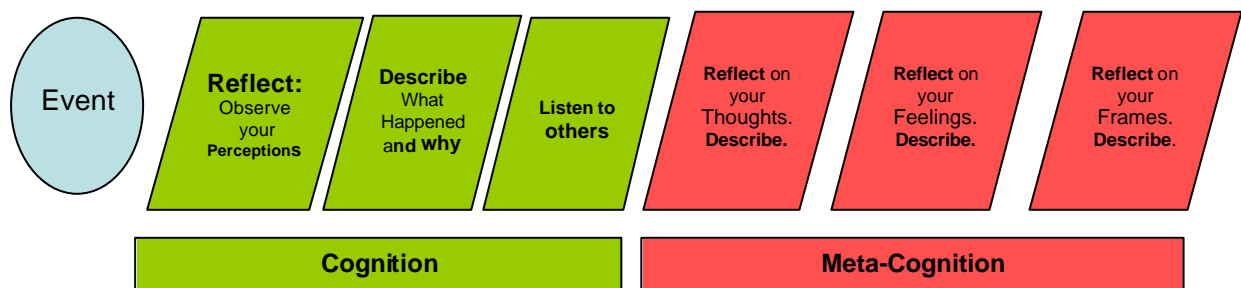 Event
Reflect:
Observe
your
Perceptions
Describe
What
Happened
and why
Listen to
others
Reflect on
your
Thoughts.
Describe.
Reflect on
your
Feelings.
Describe.
Reflect on
your
Frames.
Describe.
Cognition
Meta-Cognition